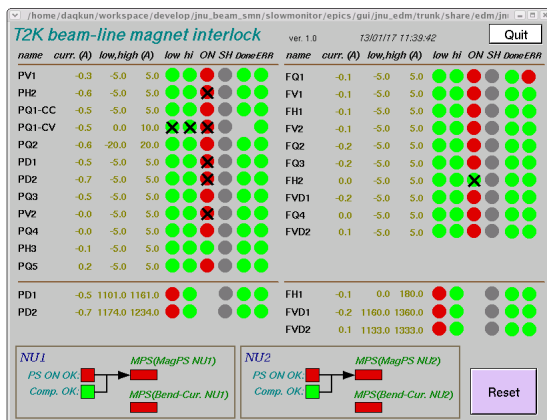 /home/daqkun/workspace/develop/jnu_beam_smn/slowmonitor/epics/gui/jnu_edm/trunk/share/edm/jnu
T2K beam-line magnet interlock ver. 1.0 13/01/17 11:39:42 Quit
name curr. (A) low,high (A) low hi ON SH Done ERR
PV1 -0.3 -5.0 5.0
PH2 -0.6 -5.0 5.0
PQ1-CC -0.5 -5.0 5.0
PQ1-CV -0.5 0.0 10.0
PQ2 -0.6 -20.0 20.0
PD1 -0.5 -5.0 5.0
PD2 -0.7 -5.0 5.0
PQ3 -0.5 -5.0 5.0
PV2 -0.0 -5.0 5.0
PQ4 -0.0 -5.0 5.0
PH3 -0.1 -5.0 5.0
PQ5 0.2 -5.0 5.0
PD1 -0.5 1101.0 1161.0
PD2 -0.7 1174.0 1234.0
name curr. (A) low,high (A) low hi ON SH Done ERR
FQ1 -0.1 -5.0 5.0
FV1 -0.1 -5.0 5.0
FH1 -0.1 -5.0 5.0
FV2 -0.1 -5.0 5.0
FQ2 -0.2 -5.0 5.0
FQ3 -0.2 -5.0 5.0
FH2 0.0 -5.0 5.0
FVD1 -0.2 -5.0 5.0
FQ4 0.0 -5.0 5.0
FVD2 0.1 -5.0 5.0
FH1 -0.1 0.0 180.0
FVD1 -0.2 1160.0 1360.0
FVD2 0.1 1133.0 1333.0
NU1
MPS(MagPS NU1)
PS ON OK:
Comp. OK:
MPS(Bend-Cur. NU1)
NU2
MPS(MagPS NU2)
PS ON OK:
Comp. OK:
MPS(Bend-Cur. NU2)
Reset